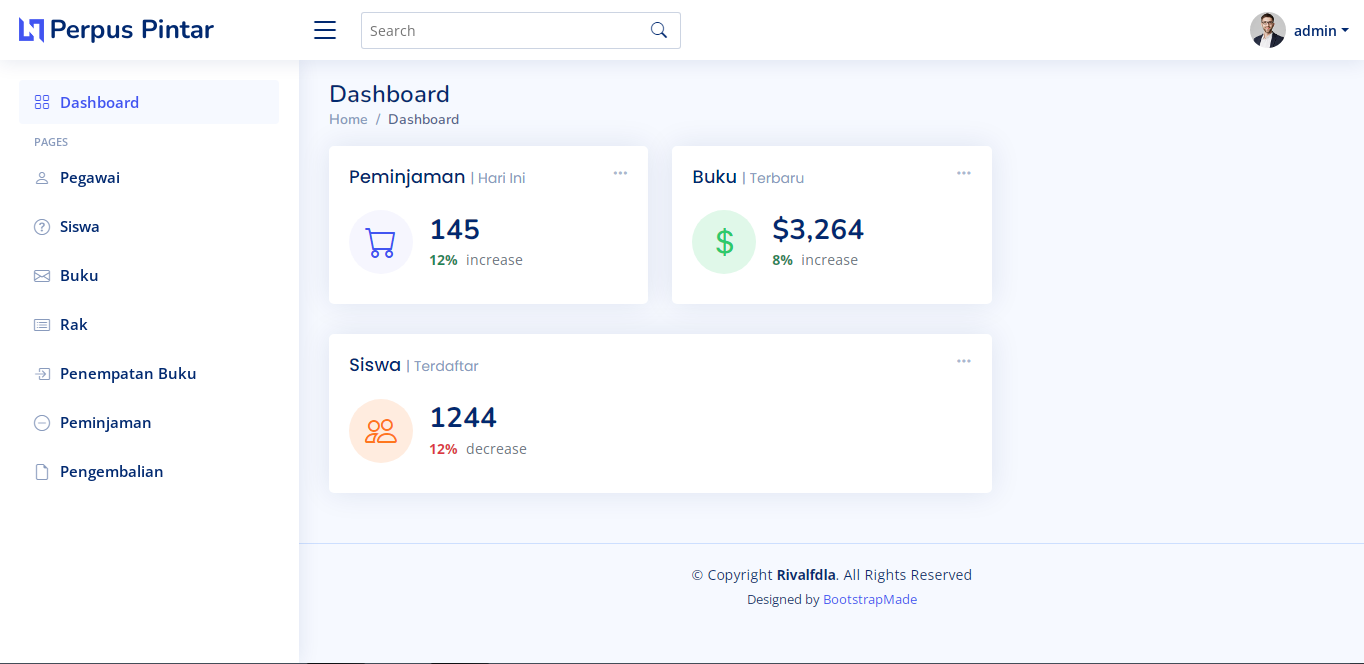 Perpus Pintar
Search
admin
Dashboard
PAGES
Pegawai
Siswa
Buku
Rak
Penempatan Buku
Peminjaman
Pengembalian
Dashboard
Home / Dashboard
Peminjaman | Hari Ini
145
12% increase
Buku | Terbaru
$
$3,264
8% increase
Siswa | Terdaftar
1244
12% decrease
© Copyright Rivalfdla. All Rights Reserved
Designed by BootstrapMade